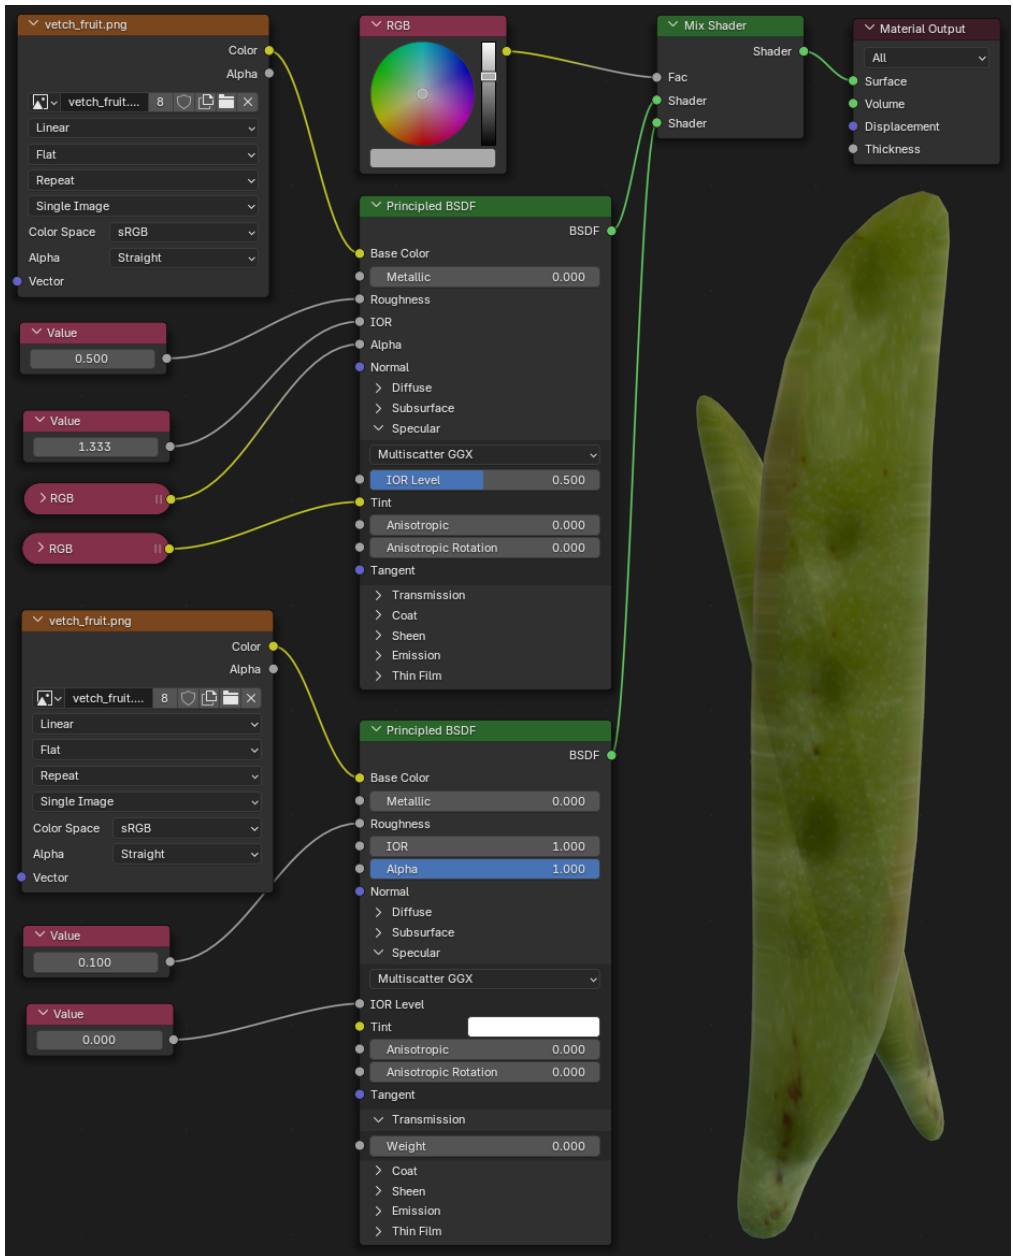 vetch_fruit.png
Color
Alpha
vetch_fruit.... 8
Linear
Flat
Repeat
Single Image
Color Space sRGB
Alpha Straight
Vector
Value
0.500
Value
1.333
RGB
RGB
vetch_fruit.png
Color
Alpha
vetch_fruit.... 8
Linear
Flat
Repeat
Single Image
Color Space sRGB
Alpha Straight
Vector
Value
0.100
Value
0.000
RGB
Principled BSDF
BSDF
Base Color
Metallic 0.000
Roughness
IOR
Alpha
Normal
Diffuse
Subsurface
Specular
Multiscatter GGX
IOR Level 0.500
Tint
Anisotropic 0.000
Anisotropic Rotation 0.000
Tangent
Transmission
Coat
Sheen
Emission
Thin Film
Principled BSDF
BSDF
Base Color
Metallic 0.000
Roughness
IOR 1.000
Alpha 1.000
Normal
Diffuse
Subsurface
Specular
Multiscatter GGX
IOR Level
Tint
Anisotropic 0.000
Anisotropic Rotation 0.000
Tangent
Transmission
Weight 0.000
Coat
Sheen
Emission
Thin Film
Mix Shader
Shader
Fac
Shader
Shader
Material Output
All
Surface
Volume
Displacement
Thickness